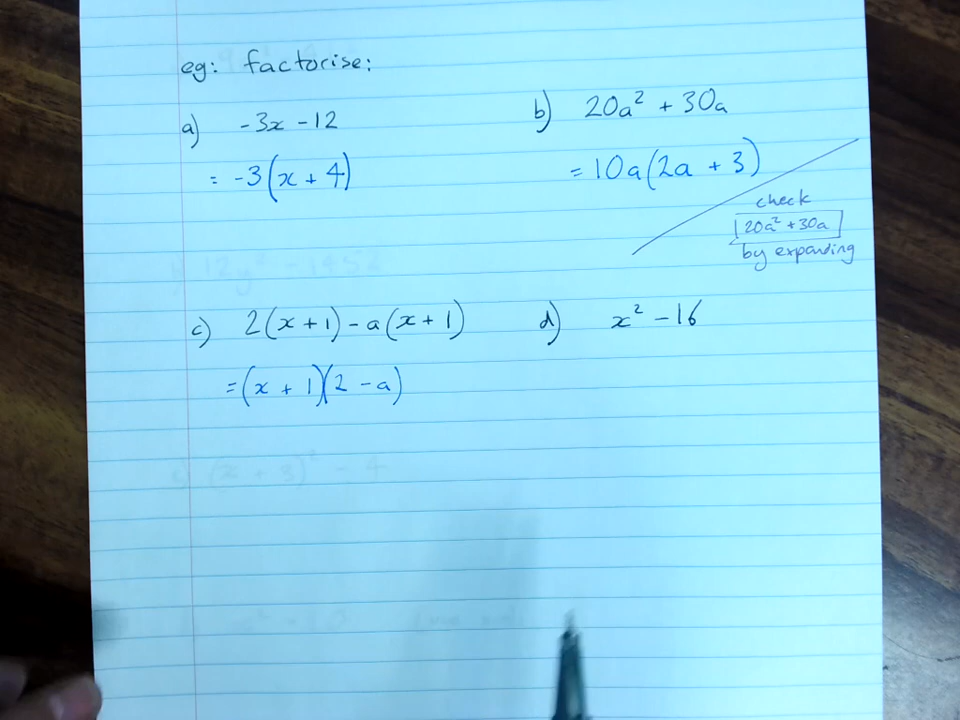 eg: factorise:
a) -3x -12
= -3(x + 4)
b) 20a² + 30a
= 10a(2a + 3)
check
20a² + 30a
by expanding
c) 2(x + 1) - a(x + 1)
= (x + 1)(2 - a)
d) x² - 16